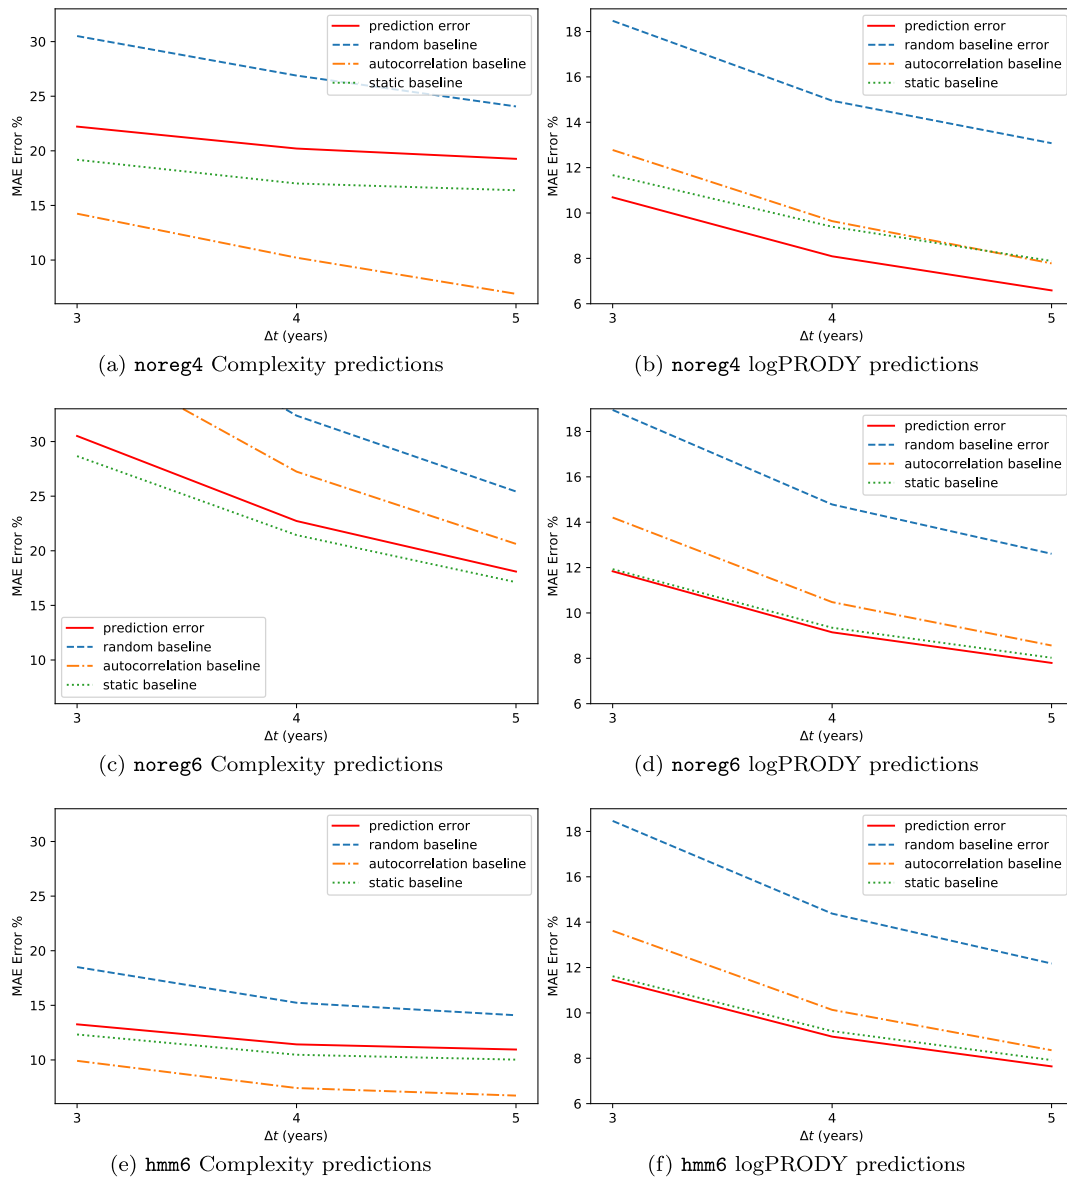 30
25
20
15
10
MAE Error %
prediction error
random baseline
autocorrelation baseline
static baseline
3
4
5
Δt (years)
(a) noreg4 Complexity predictions
18
16
14
12
10
8
6
MAE Error %
prediction error
random baseline error
autocorrelation baseline
static baseline
3
4
5
Δt (years)
(b) noreg4 logPRODY predictions
30
25
20
15
10
MAE Error %
prediction error
random baseline
autocorrelation baseline
static baseline
3
4
5
Δt (years)
(c) noreg6 Complexity predictions
18
16
14
12
10
8
6
MAE Error %
prediction error
random baseline error
autocorrelation baseline
static baseline
3
4
5
Δt (years)
(d) noreg6 logPRODY predictions
30
25
20
15
10
MAE Error %
prediction error
random baseline
autocorrelation baseline
static baseline
3
4
5
Δt (years)
(e) hmm6 Complexity predictions
18
16
14
12
10
8
6
MAE Error %
prediction error
random baseline error
autocorrelation baseline
static baseline
3
4
5
Δt (years)
(f) hmm6 logPRODY predictions